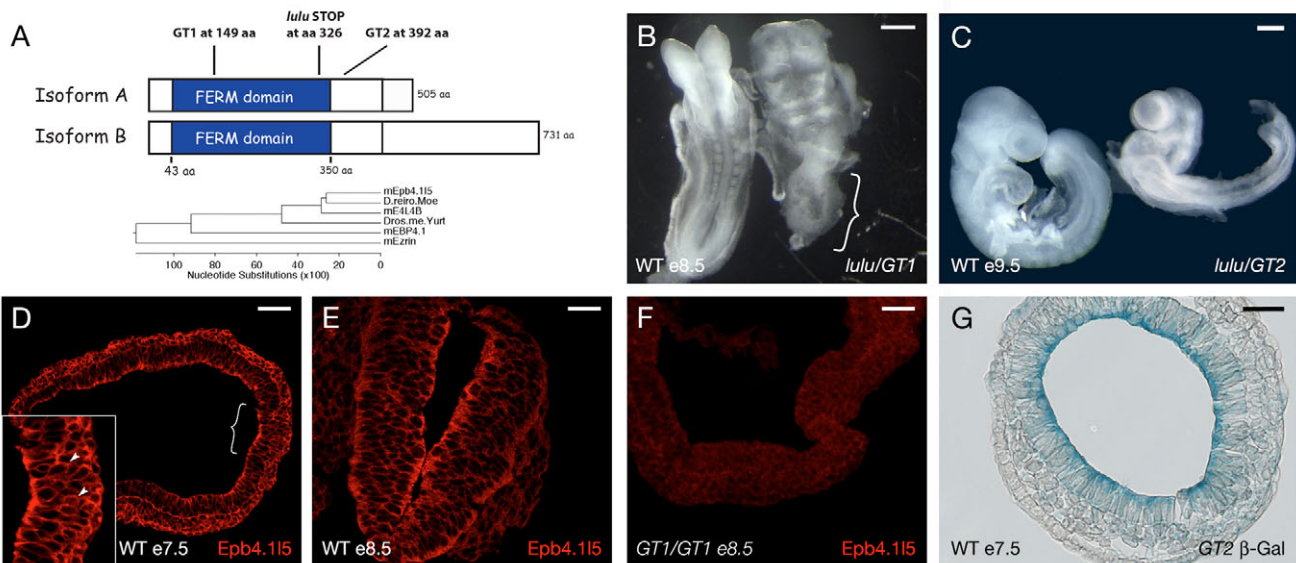 A
GT1 at 149 aa
lulu STOP
at aa 326
GT2 at 392 aa
Isoform A
FERM domain
505 aa
Isoform B
FERM domain
731 aa
43 aa
350 aa
mEpb4.1l5
D.reiro.Moe
mE4L4B
Dros.me.Yurt
mEBP4.1
mEzrin
100 80 60 40 20 0
Nucleotide Substitutions (x100)
B
WT e8.5
lulu/GT1
C
WT e9.5
lulu/GT2
D
WT e7.5
Epb4.1l5
E
WT e8.5
Epb4.1l5
F
GT1/GT1 e8.5
Epb4.1l5
G
WT e7.5
GT2 β-Gal